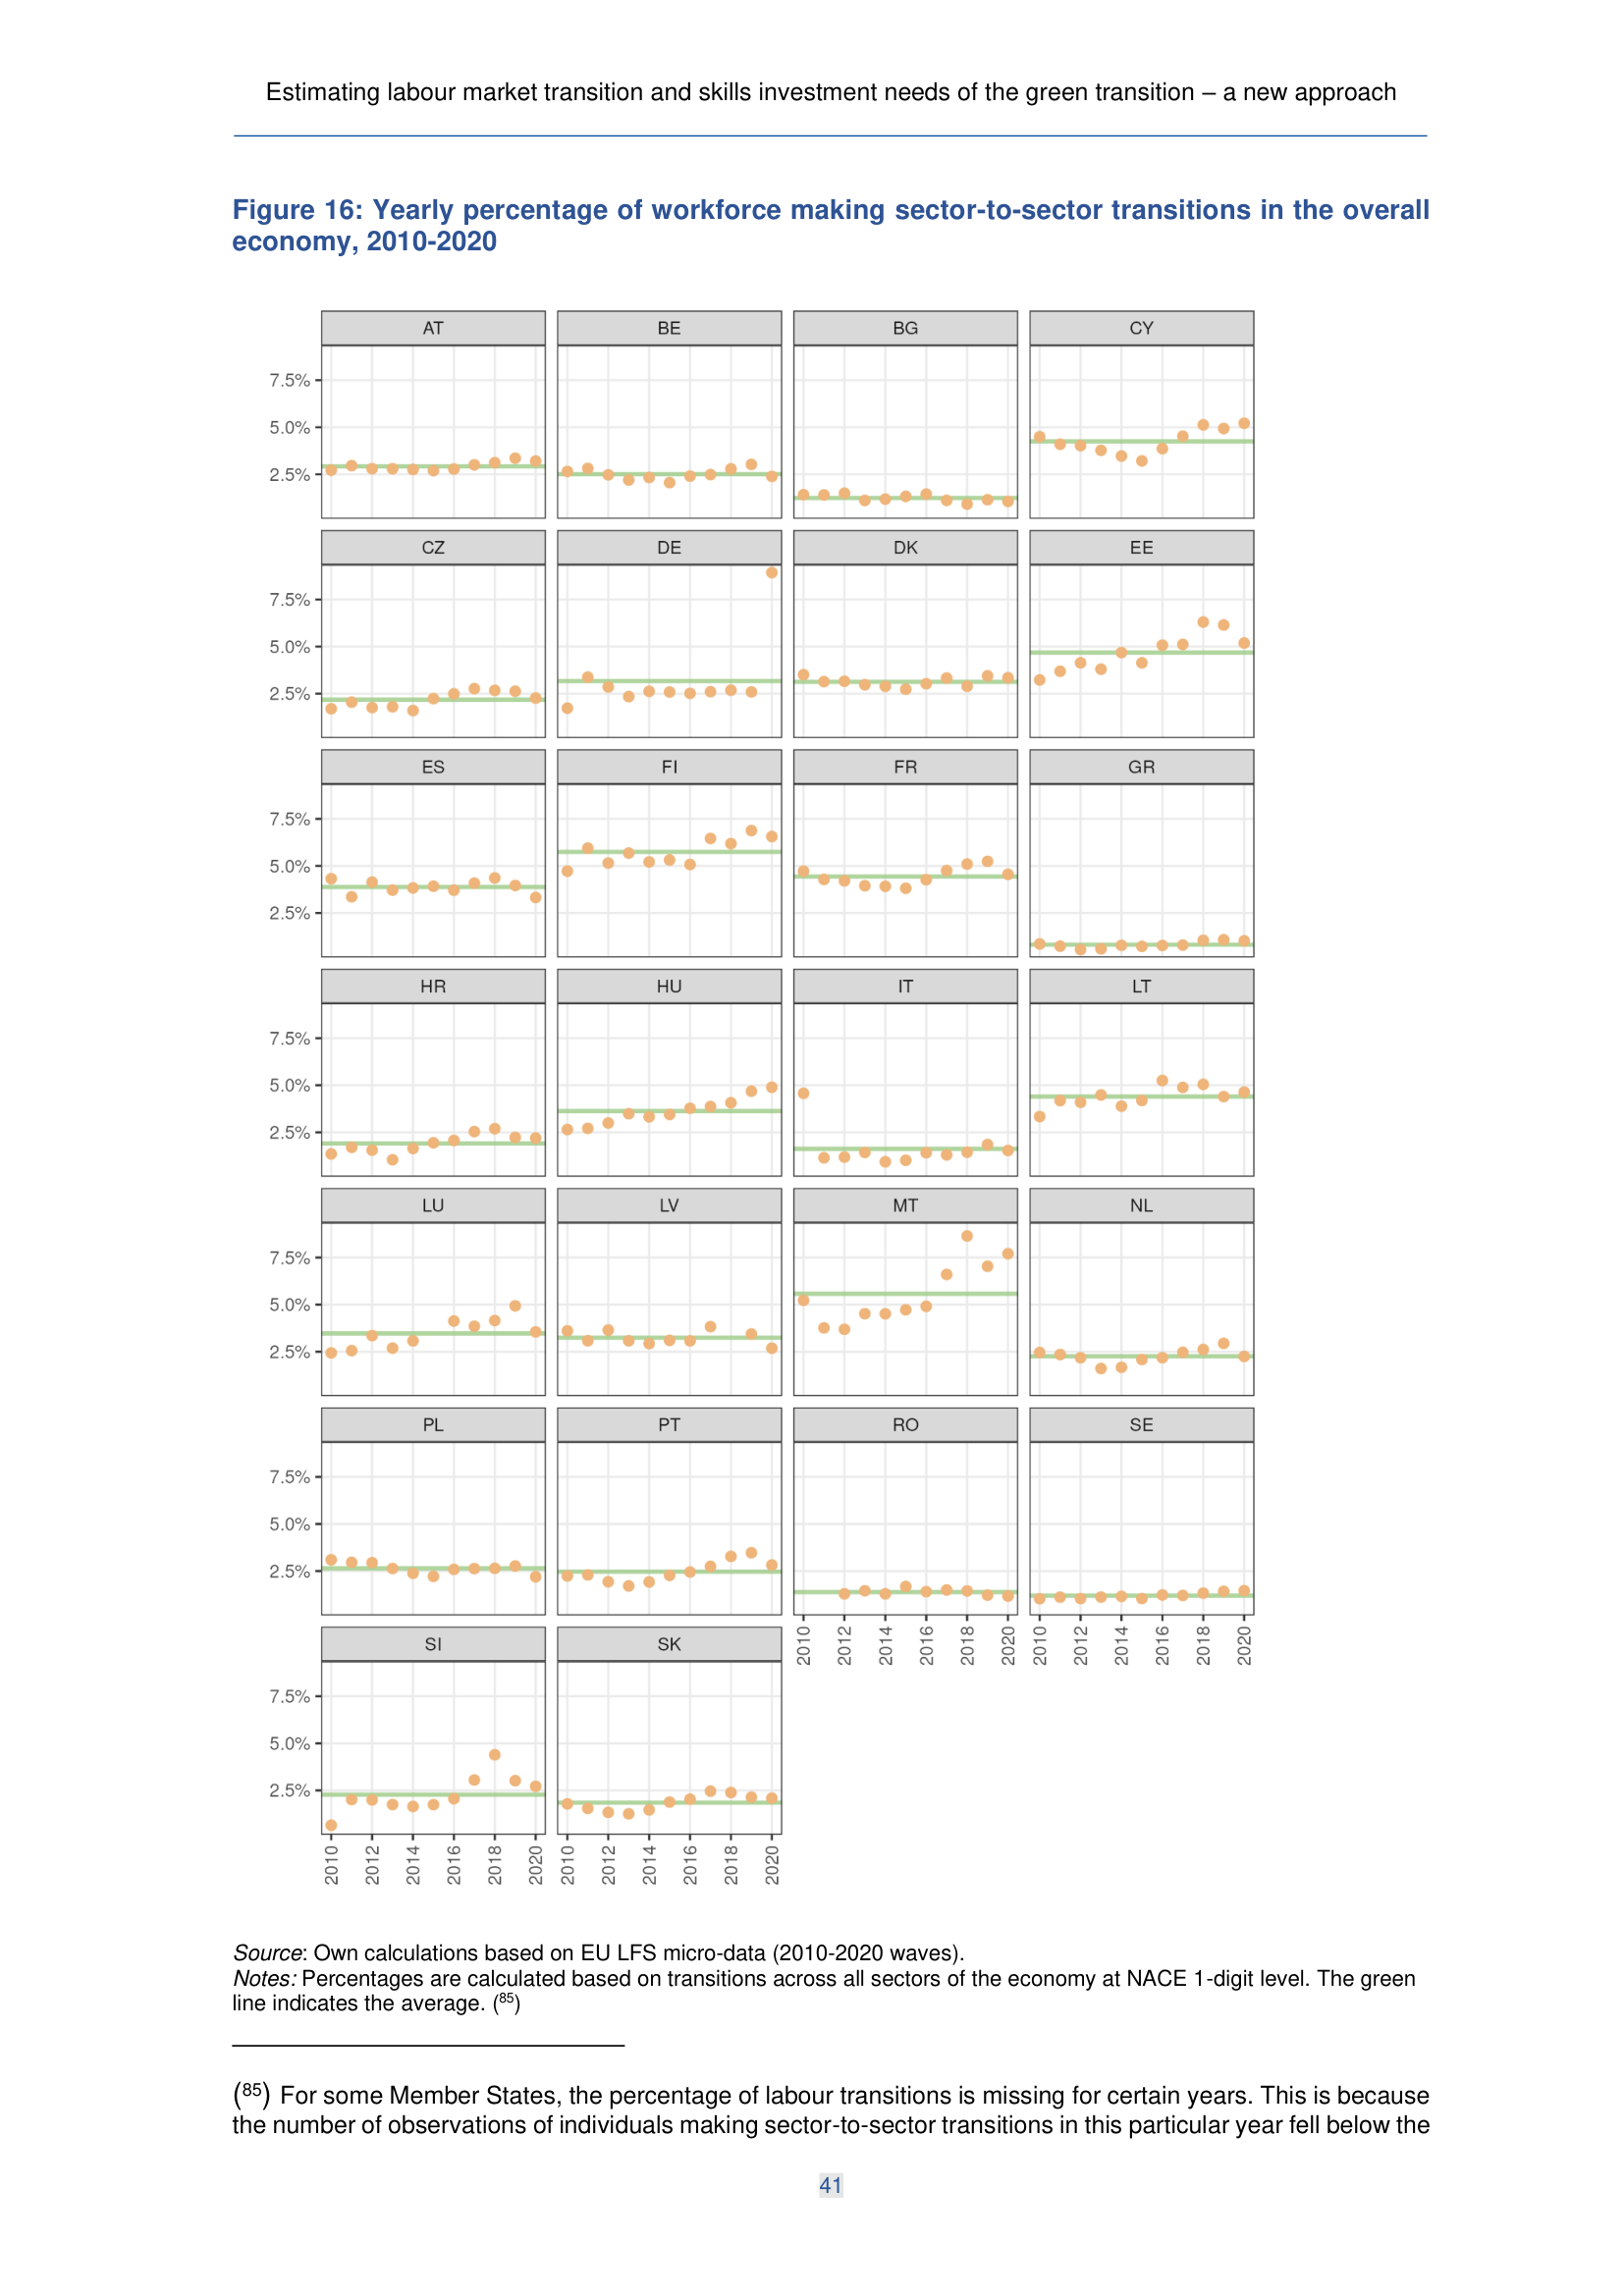 Estimating labour market transition and skills investment needs of the green transition – a new approach
Figure 16: Yearly percentage of workforce making sector-to-sector transitions in the overall
economy, 2010-2020
AT BE BG CY
7.5%
5.0%
2.5%
CZ DE DK EE
7.5%
5.0%
2.5%
ES FI FR GR
7.5%
5.0%
2.5%
HR HU IT LT
7.5%
5.0%
2.5%
LU LV MT NL
7.5%
5.0%
2.5%
PL PT RO SE
7.5%
5.0%
2.5%
2010 2012 2014 2016 2018 2020 2010 2012 2014 2016 2018 2020
SI SK
7.5%
5.0%
2.5%
2010 2012 2014 2016 2018 2020 2010 2012 2014 2016 2018 2020
Source: Own calculations based on EU LFS micro-data (2010-2020 waves).
Notes: Percentages are calculated based on transitions across all sectors of the economy at NACE 1-digit level. The green
line indicates the average. (85)
(85) For some Member States, the percentage of labour transitions is missing for certain years. This is because
the number of observations of individuals making sector-to-sector transitions in this particular year fell below the
41